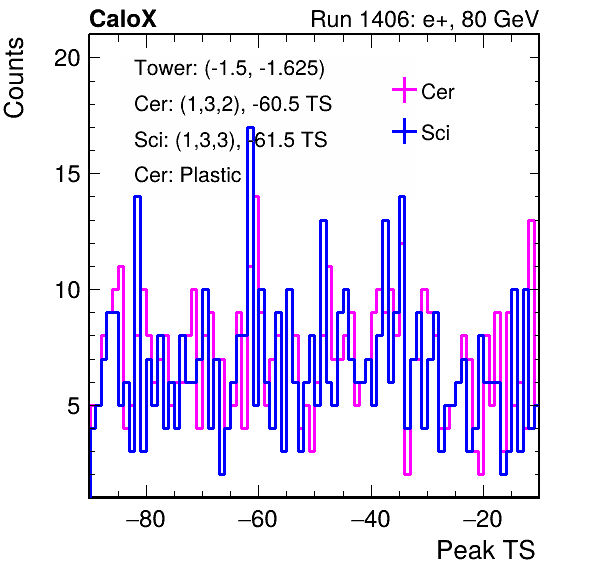 CaloX
Run 1406: e+, 80 GeV
Counts
20
15
10
5
Tower: (-1.5, -1.625)
Cer: (1,3,2), -60.5 TS
Sci: (1,3,3), -61.5 TS
Cer: Plastic
Cer
Sci
−80
−60
−40
−20
Peak TS